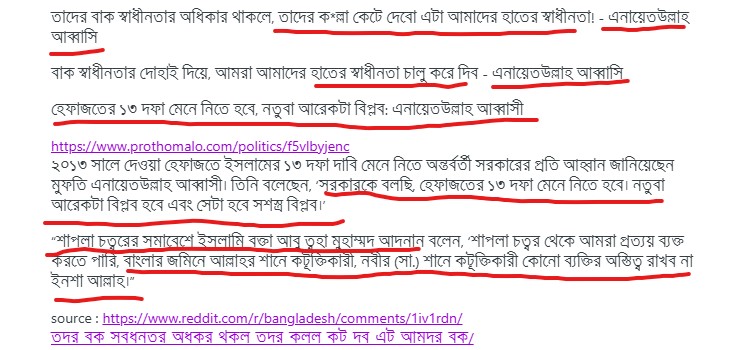 তাদের বাক স্বাধীনতার অধিকার থাকলে, তাদের ক*ল্লা কেটে দেবো এটা আমাদের হাতের স্বাধীনতা! - এনায়েতউল্লাহ
আব্বাসি
বাক স্বাধীনতার দোহাই দিয়ে, আমরা আমাদের হাতের স্বাধীনতা চালু করে দিব - এনায়েতউল্লাহ আব্বাসি
হেফাজতের ১৩ দফা মেনে নিতে হবে, নতুবা আরেকটা বিপ্লব: এনায়েতউল্লাহ আব্বাসী
https://www.prothomalo.com/politics/f5vlbyjenc
২০১৩ সালে দেওয়া হেফাজতে ইসলামের ১৩ দফা দাবি মেনে নিতে অন্তর্বর্তী সরকারের প্রতি আহ্বান জানিয়েছেন
মুফতি এনায়েতউল্লাহ আব্বাসী। তিনি বলেছেন, ‘সরকারকে বলছি, হেফাজতের ১৩ দফা মেনে নিতে হবে। নতুবা
আরেকটা বিপ্লব হবে এবং সেটা হবে সশস্ত্র বিপ্লব।’
“শাপলা চত্বরের সমাবেশে ইসলামি বক্তা আবু ত্বহা মুহাম্মদ আদনান বলেন, ‘শাপলা চত্বর থেকে আমরা প্রত্যয় ব্যক্ত
করতে পারি, বাংলার জমিনে আল্লাহর শানে কটূক্তিকারী, নবীর (সা.) শানে কটূক্তিকারী কোনো ব্যক্তির অস্তিত্ব রাখব না
ইনশা আল্লাহ।”
source : https://www.reddit.com/r/bangladesh/comments/1iv1rdn/
তদর বক সবধনতর অধকর থকল তদর কলল কট দব এট আমদর বক/